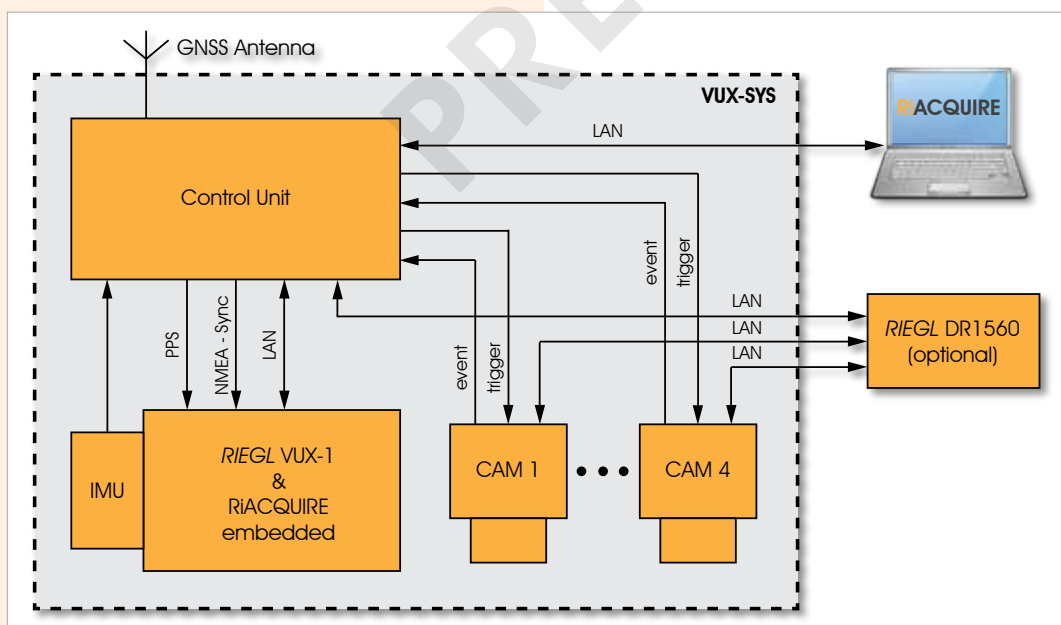 PRE
GNSS Antenna
VUX-SYS
LAN
RiACQUIRE
Control Unit
event
trigger
PPS
NMEA - Sync
LAN
event
trigger
LAN
LAN
LAN
RIEGL DR1560
(optional)
IMU
RIEGL VUX-1
&
RiACQUIRE
embedded
CAM 1
CAM 4